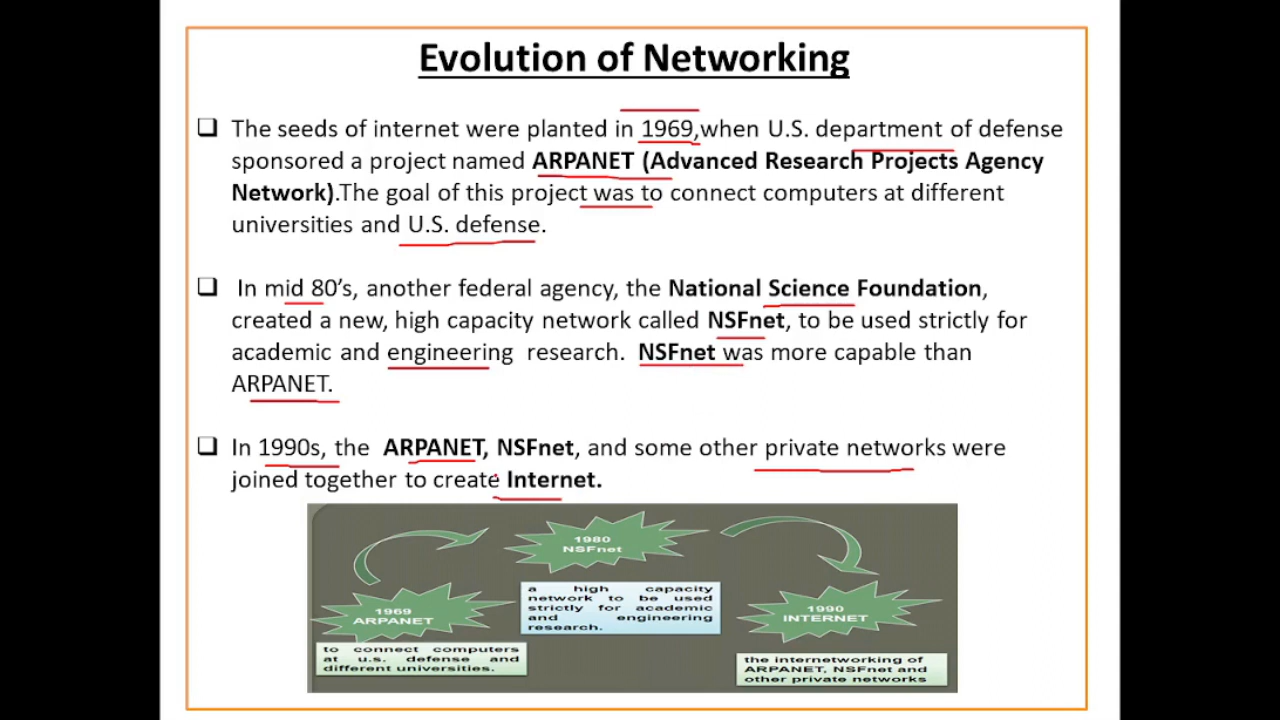 Evolution of Networking
The seeds of internet were planted in 1969,when U.S. department of defense
sponsored a project named ARPANET (Advanced Research Projects Agency
Network).The goal of this project was to connect computers at different
universities and U.S. defense.
In mid 80's, another federal agency, the National Science Foundation,
created a new, high capacity network called NSFnet, to be used strictly for
academic and engineering research. NSFnet was more capable than
ARPANET.
In 1990s, the ARPANET, NSFnet, and some other private networks were
joined together to create Internet.
1969
ARPANET
to connect computers
at u.s. defense and
different universities.
1980
NSFnet
a high capacity
network to be used
strictly for academic
and engineering
research.
1990
INTERNET
the internetworking of
ARPANET, NSFnet and
other private networks